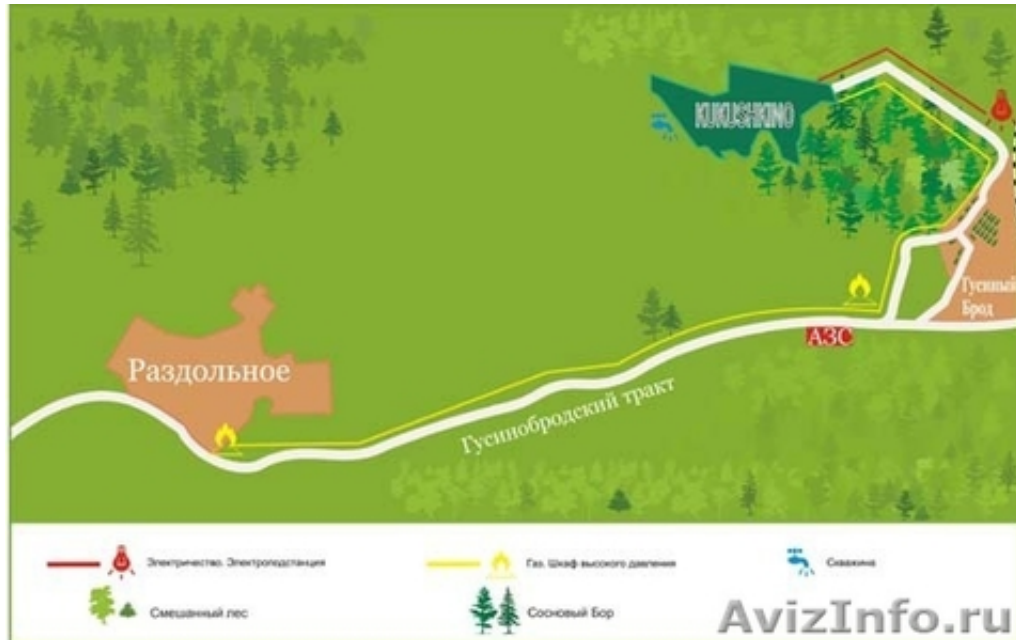 KUKUSHKINO
Гусиный
Брод
АЗС
Раздольное
Гусинобродский тракт
Электричество. Электроподстанция
Газ. Шкаф высокого давления
Скважина
Смешанный лес
Сосновый Бор
AvizInfo.ru